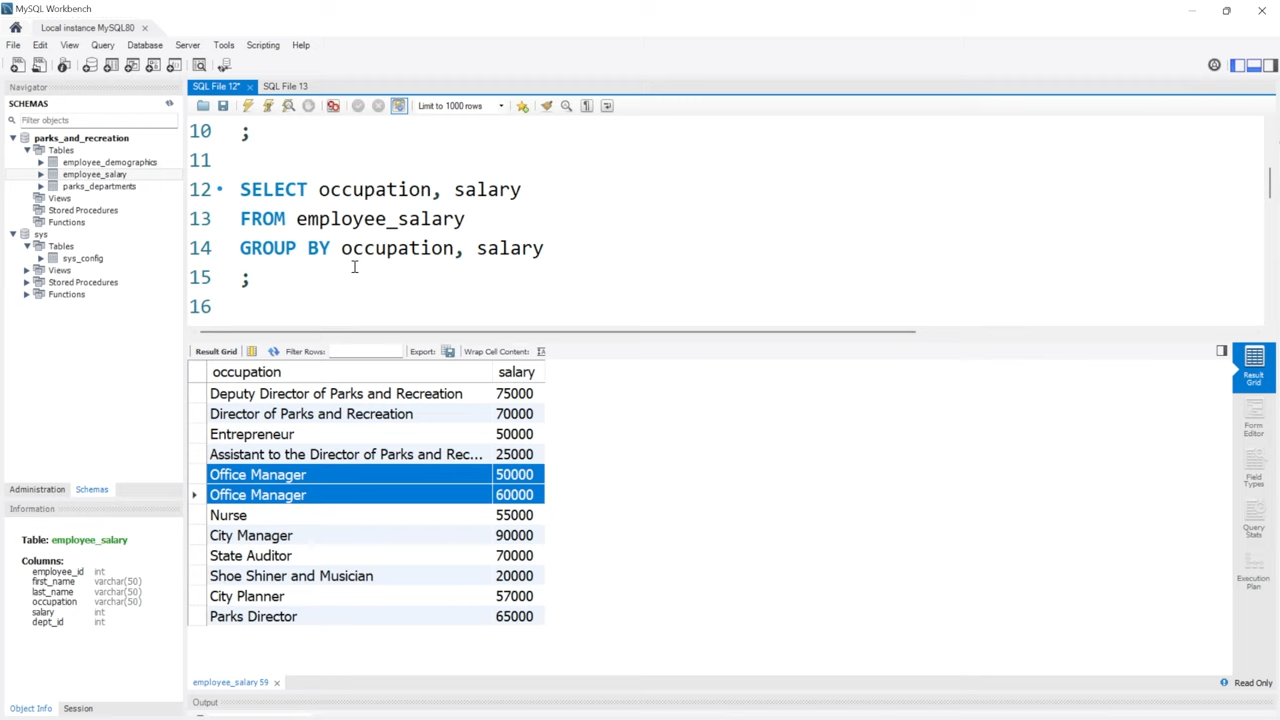 MySQL Workbench
Local instance MySQL80
File Edit View Query Database Server Tools Scripting Help
Navigator
SCHEMAS
Filter objects
parks_and_recreation
Tables
employee_demographics
employee_salary
parks_departments
Views
Stored Procedures
Functions
sys
Tables
sys_config
Views
Stored Procedures
Functions
Administration Schemas
Information
Table: employee_salary
Columns:
employee_id int
first_name varchar(50)
last_name varchar(50)
occupation varchar(50)
salary int
dept_id int
Object Info Session
SQL File 12* SQL File 13
Limit to 1000 rows
10 ;
11
12 SELECT occupation, salary
13 FROM employee_salary
14 GROUP BY occupation, salary
15 ;
16
Result Grid Filter Rows: Export: Wrap Cell Content:
occupation salary
Deputy Director of Parks and Recreation 75000
Director of Parks and Recreation 70000
Entrepreneur 50000
Assistant to the Director of Parks and Rec... 25000
Office Manager 50000
Office Manager 60000
Nurse 55000
City Manager 90000
State Auditor 70000
Shoe Shiner and Musician 20000
City Planner 57000
Parks Director 65000
Result
Grid
Form
Editor
Field
Types
Query
Stats
Execution
Plan
employee_salary 59
Read Only
Output